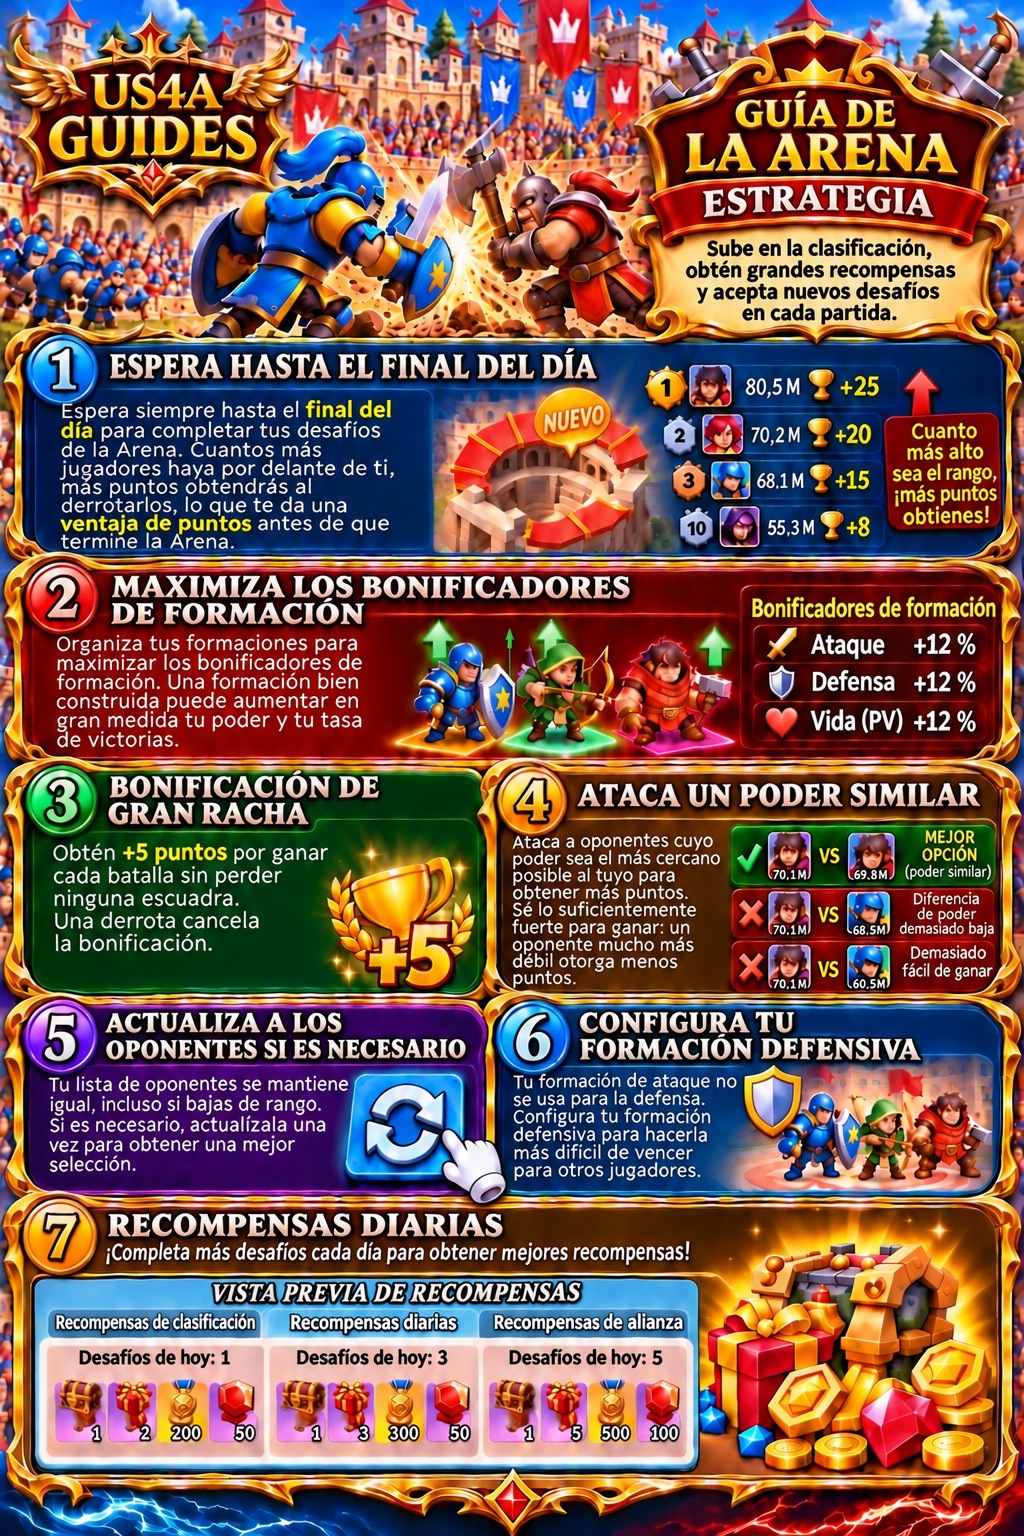 US4A
GUIDES
GUÍA DE
LA ARENA
ESTRATEGIA
Sube en la clasificación,
obtén grandes recompensas
y acepta nuevos desafíos
en cada partida.
1
ESPERA HASTA EL FINAL DEL DÍA
Espera siempre hasta el final del
día para completar tus desafíos
de la Arena. Cuantos más
jugadores haya por delante de ti,
más puntos obtendrás al
derrotarlos, lo que te da una
ventaja de puntos antes de que
termine la Arena.
NUEVO
1 80,5 M +25
2 70,2 M +20
3 68.1 M +15
10 55,3 M +8
Cuanto
más alto
sea el rango,
¡más puntos
obtienes!
2
MAXIMIZA LOS BONIFICADORES
DE FORMACIÓN
Organiza tus formaciones para
maximizar los bonificadores de
formación. Una formación bien
construida puede aumentar en
gran medida tu poder y tu tasa
de victorias.
Bonificadores de formación
Ataque +12 %
Defensa +12 %
Vida (PV) +12 %
3
BONIFICACIÓN DE
GRAN RACHA
Obtén +5 puntos por ganar
cada batalla sin perder
ninguna escuadra.
Una derrota cancela
la bonificación.
+5
4
ATACA UN PODER SIMILAR
Ataca a oponentes cuyo
poder sea el más cercano
posible al tuyo para
obtener más puntos.
Sé lo suficientemente
fuerte para ganar: un
oponente mucho más
débil otorga menos
puntos.
70,1M VS 69.8M
MEJOR
OPCIÓN
(poder similar)
70.1M VS 68.5M
Diferencia
de poder
demasiado baja
70,1M VS 60.5M
Demasiado
fácil de ganar
5
ACTUALIZA A LOS
OPONENTES SI ES NECESARIO
Tu lista de oponentes se mantiene
igual, incluso si bajas de rango.
Si es necesario, actualízala una
vez para obtener una mejor
selección.
6
CONFIGURA TU
FORMACIÓN DEFENSIVA
Tu formación de ataque no
se usa para la defensa.
Configura tu formación
defensiva para hacerla
más difícil de vencer
para otros jugadores.
7
RECOMPENSAS DIARIAS
¡Completa más desafíos cada día para obtener mejores recompensas!
VISTA PREVIA DE RECOMPENSAS
Recompensas de clasificación Recompensas diarias Recompensas de alianza
Desafíos de hoy: 1 Desafíos de hoy: 3 Desafíos de hoy: 5
1 2 200 50 1 3 300 50 1 5 500 100